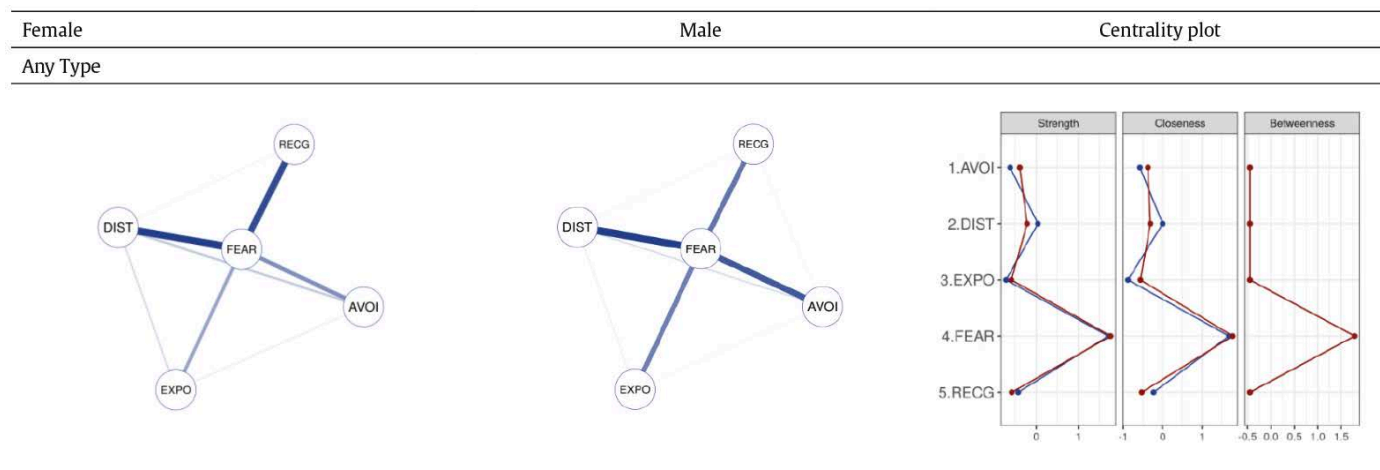 Female Male Centrality plot
Any Type
RECG
DIST
FEAR
AVOI
EXPO
RECG
DIST
FEAR
AVOI
EXPO
Strength Closeness Betweenness
1.AVOI
2.DIST
3.EXPO
4.FEAR
5.RECG
0 1 -1 0 1 -0.5 0.0 0.5 1.0 1.5